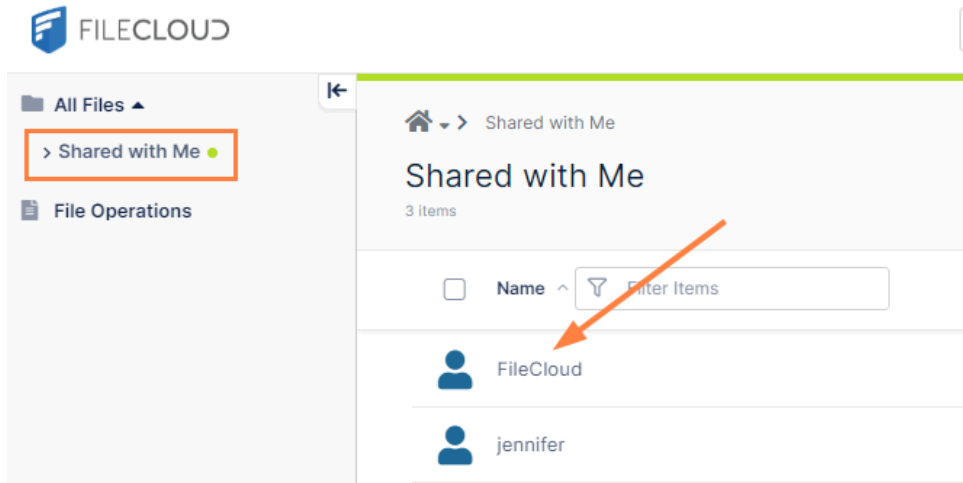 FILECLOUD
All Files
Shared with Me
File Operations
Shared with Me
Shared with Me
3 items
Name
Filter Items
FileCloud
jennifer